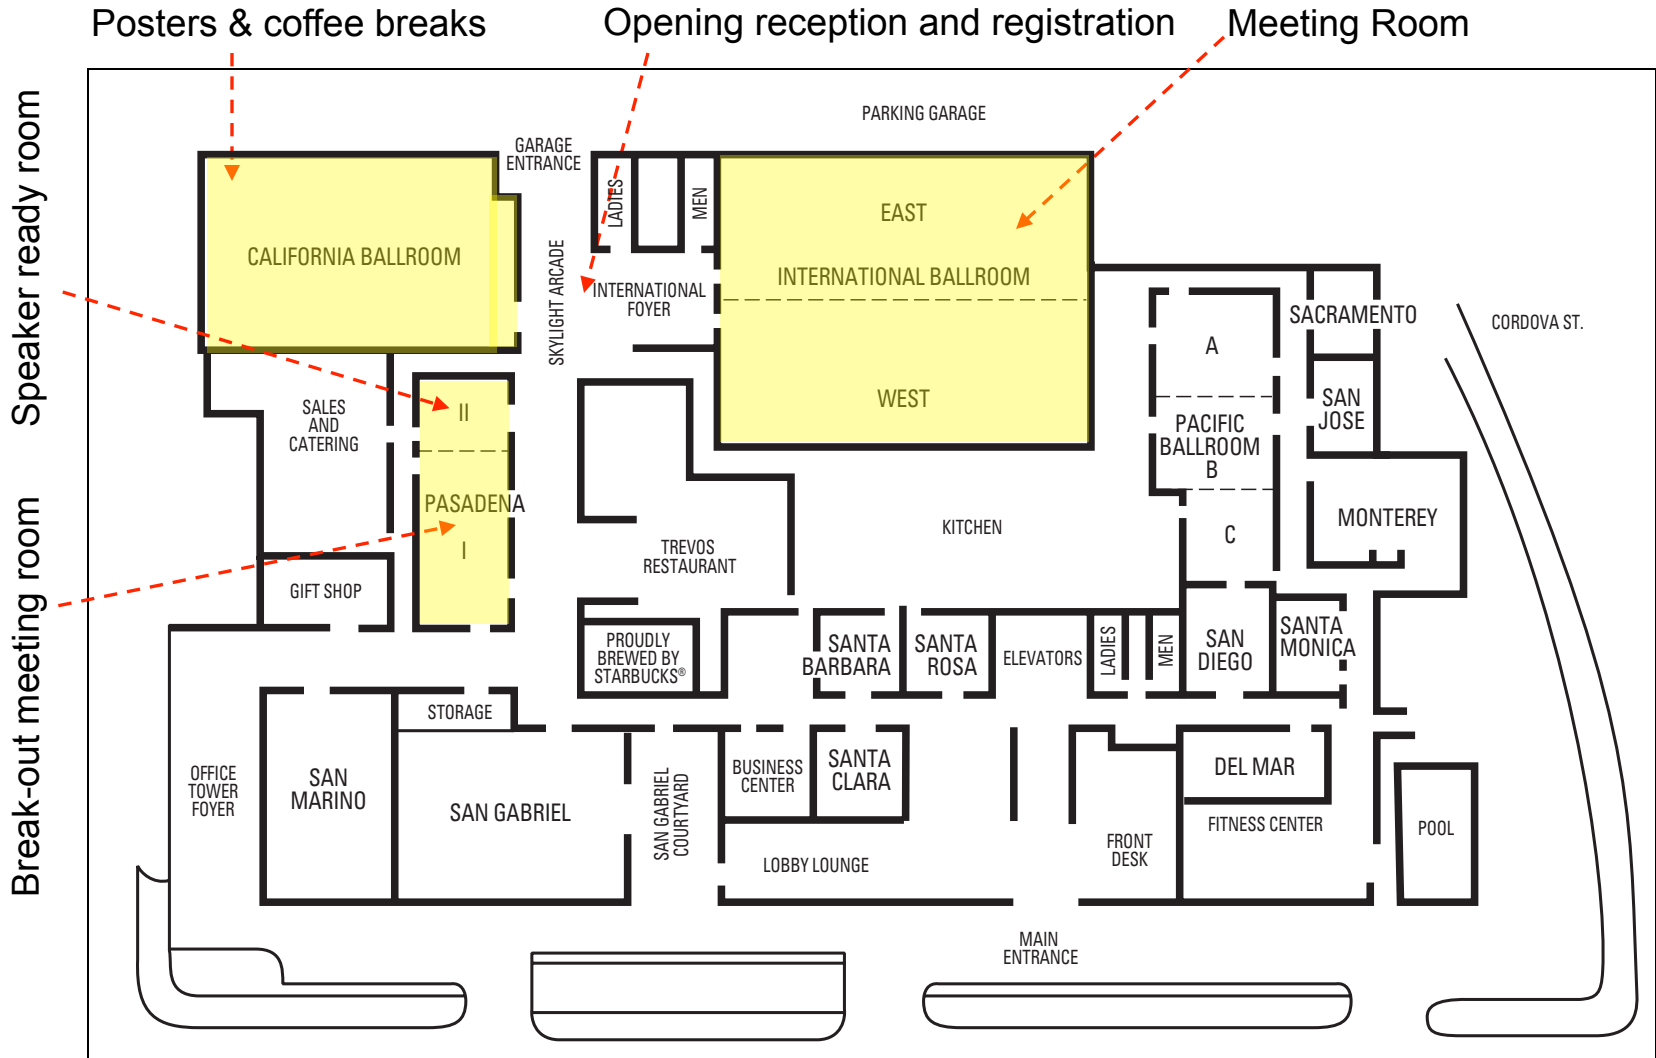 Posters & coffee breaks
Opening reception and registration
Meeting Room
Speaker ready room
Break-out meeting room
PARKING GARAGE
GARAGE
ENTRANCE
LADIES
MEN
EAST
CALIFORNIA BALLROOM
SKYLIGHT ARCADE
INTERNATIONAL
FOYER
INTERNATIONAL BALLROOM
WEST
SACRAMENTO
CORDOVA ST.
A
SAN
JOSE
PACIFIC
BALLROOM
B
C
MONTEREY
SALES
AND
CATERING
II
PASADENA
I
KITCHEN
TREVOS
RESTAURANT
GIFT SHOP
PROUDLY
BREWED BY
STARBUCKS®
SANTA
BARBARA
SANTA
ROSA
ELEVATORS
LADIES
MEN
SAN
DIEGO
SANTA
MONICA
STORAGE
OFFICE
TOWER
FOYER
SAN
MARINO
SAN GABRIEL
SAN GABRIEL
COURTYARD
BUSINESS
CENTER
SANTA
CLARA
DEL MAR
FITNESS CENTER
POOL
LOBBY LOUNGE
FRONT
DESK
MAIN
ENTRANCE